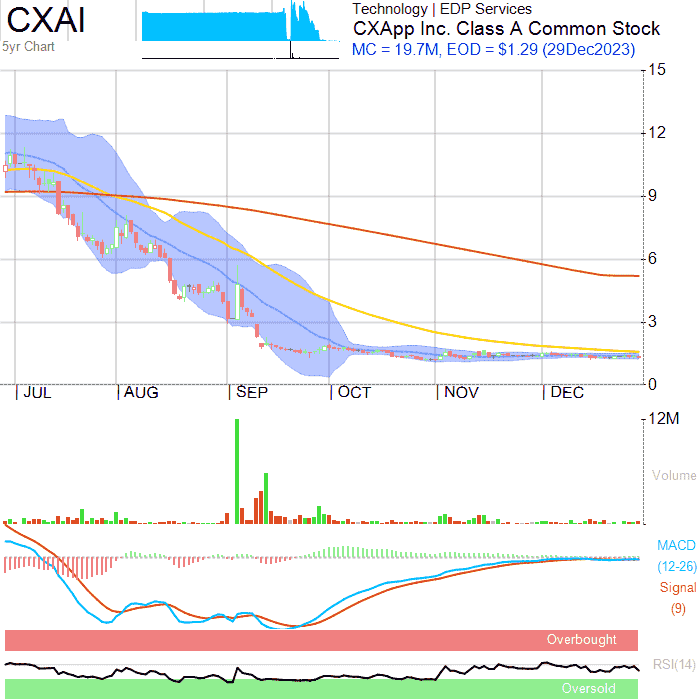 CXAI
5yr Chart
Technology | EDP Services
CXApp Inc. Class A Common Stock
MC = 19.7M, EOD = $1.29 (29Dec2023)
15
12
9
6
3
0
| JUL | AUG | SEP | OCT | NOV | DEC
12M
Volume
MACD
(12-26)
Signal
(9)
Overbought
RSI(14)
Oversold